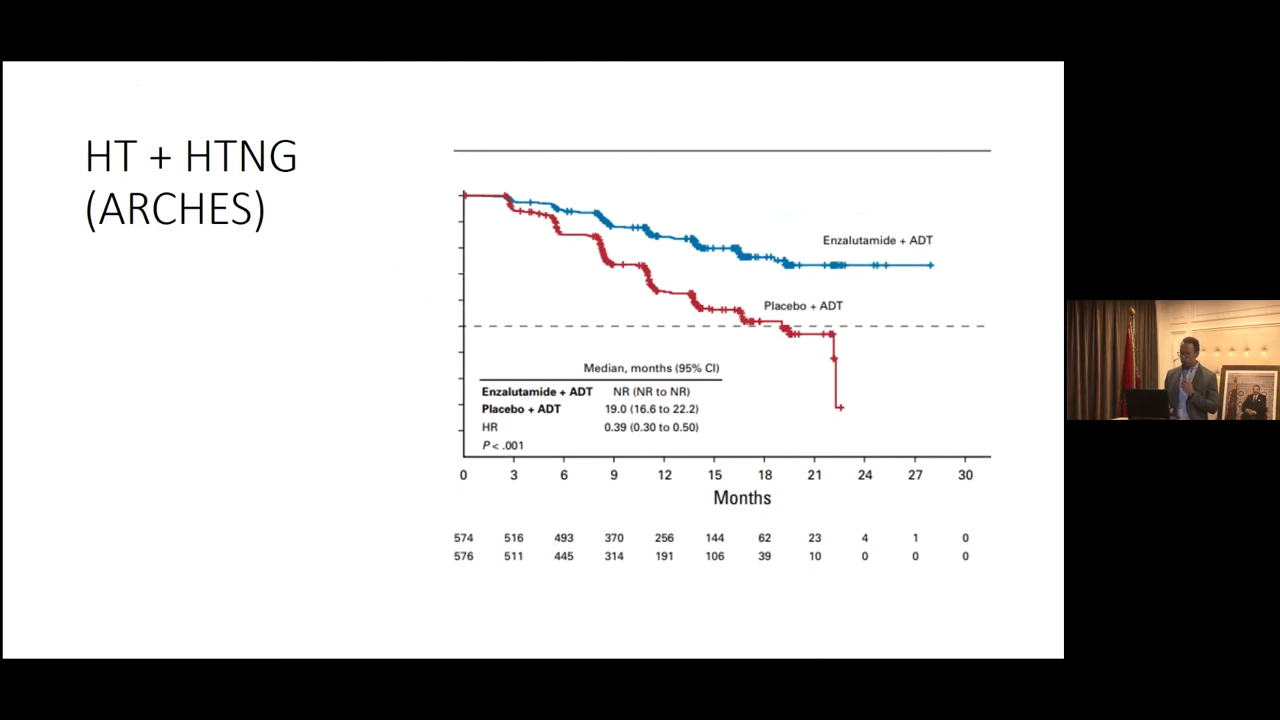 HT + HTNG
(ARCHES)
Enzalutamide + ADT
Placebo + ADT
Median, months (95% CI)
Enzalutamide + ADT NR (NR to NR)
Placebo + ADT 19.0 (16.6 to 22.2)
HR 0.39 (0.30 to 0.50)
P < .001
0 3 6 9 12 15 18 21 24 27 30
Months
574 516 493 370 256 144 62 23 4 1 0
576 511 445 314 191 106 39 10 0 0 0